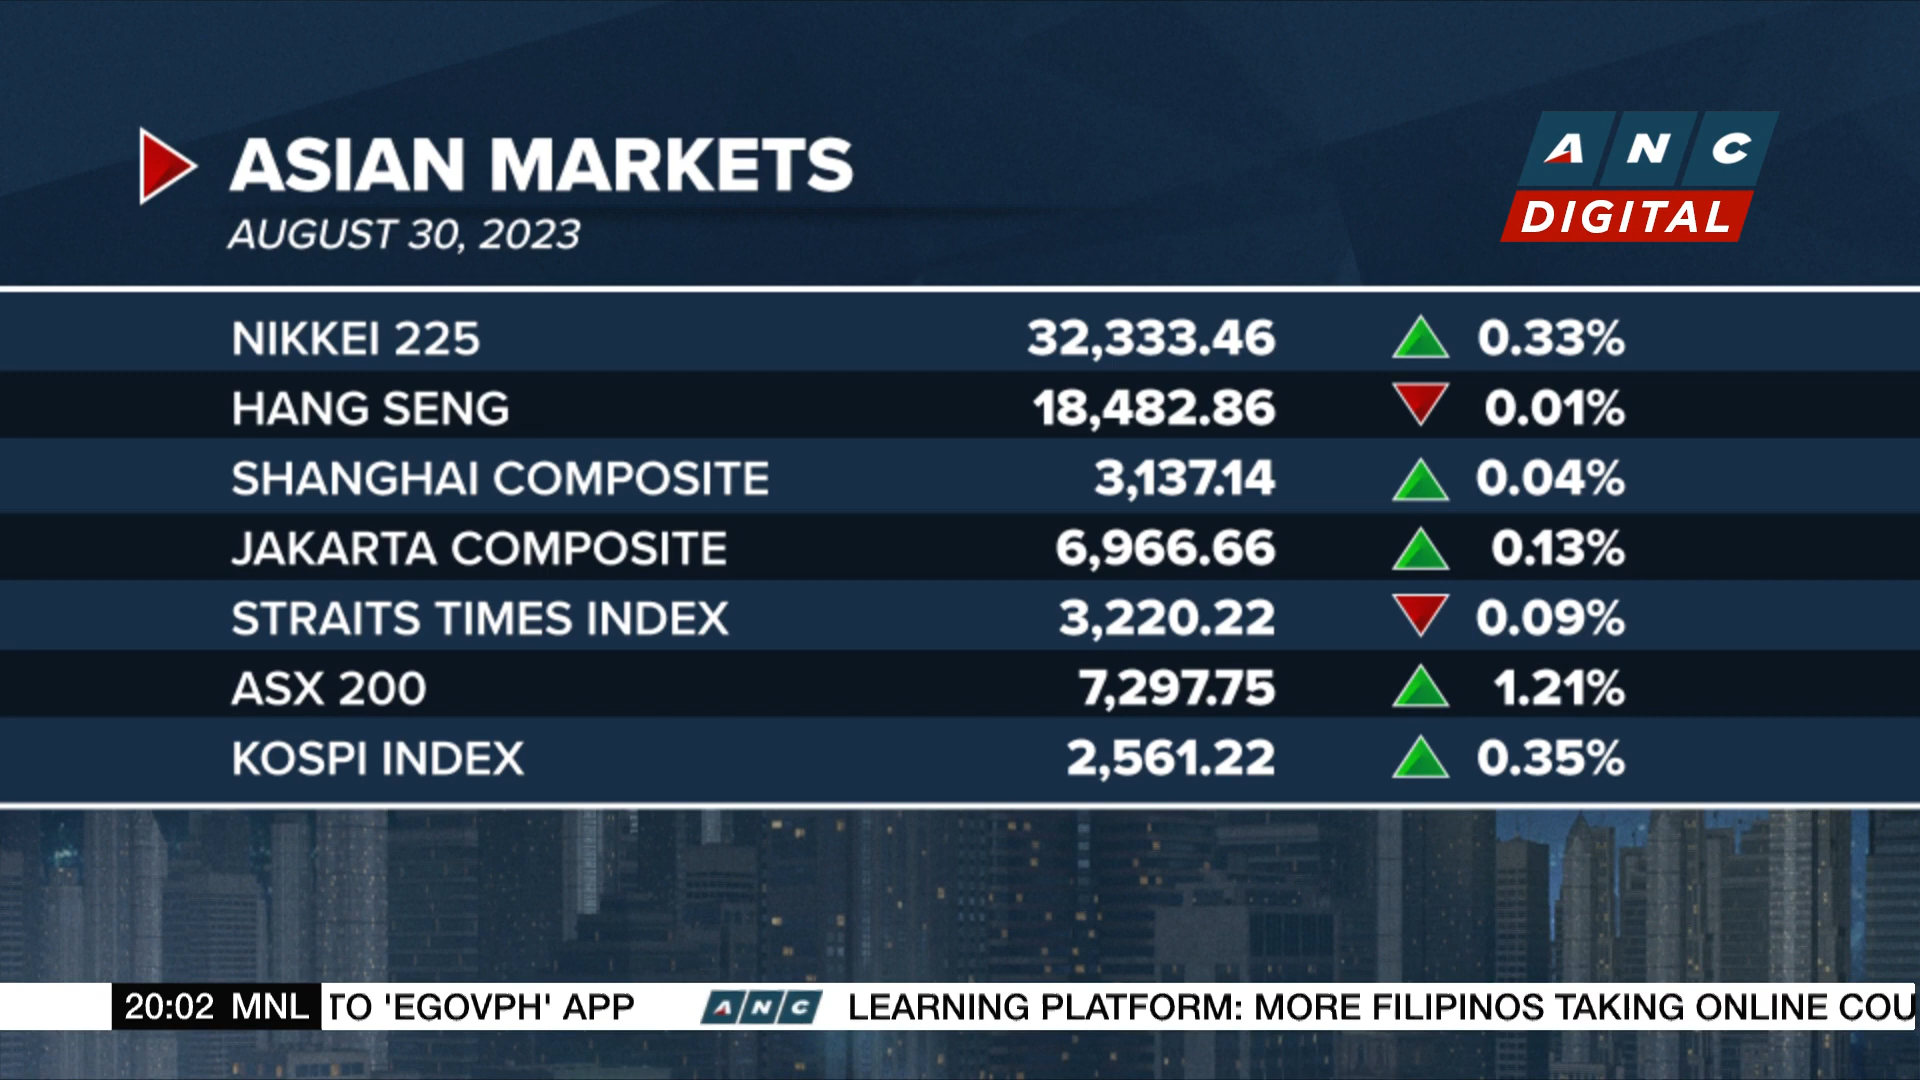 ASIAN MARKETS
AUGUST 30, 2023
ANC
DIGITAL
NIKKEI 225 32,333.46 0.33%
HANG SENG 18,482.86 0.01%
SHANGHAI COMPOSITE 3,137.14 0.04%
JAKARTA COMPOSITE 6,966.66 0.13%
STRAITS TIMES INDEX 3,220.22 0.09%
ASX 200 7,297.75 1.21%
KOSPI INDEX 2,561.22 0.35%
20:02 MNL TO 'EGOVPH' APP ANC LEARNING PLATFORM: MORE FILIPINOS TAKING ONLINE COU